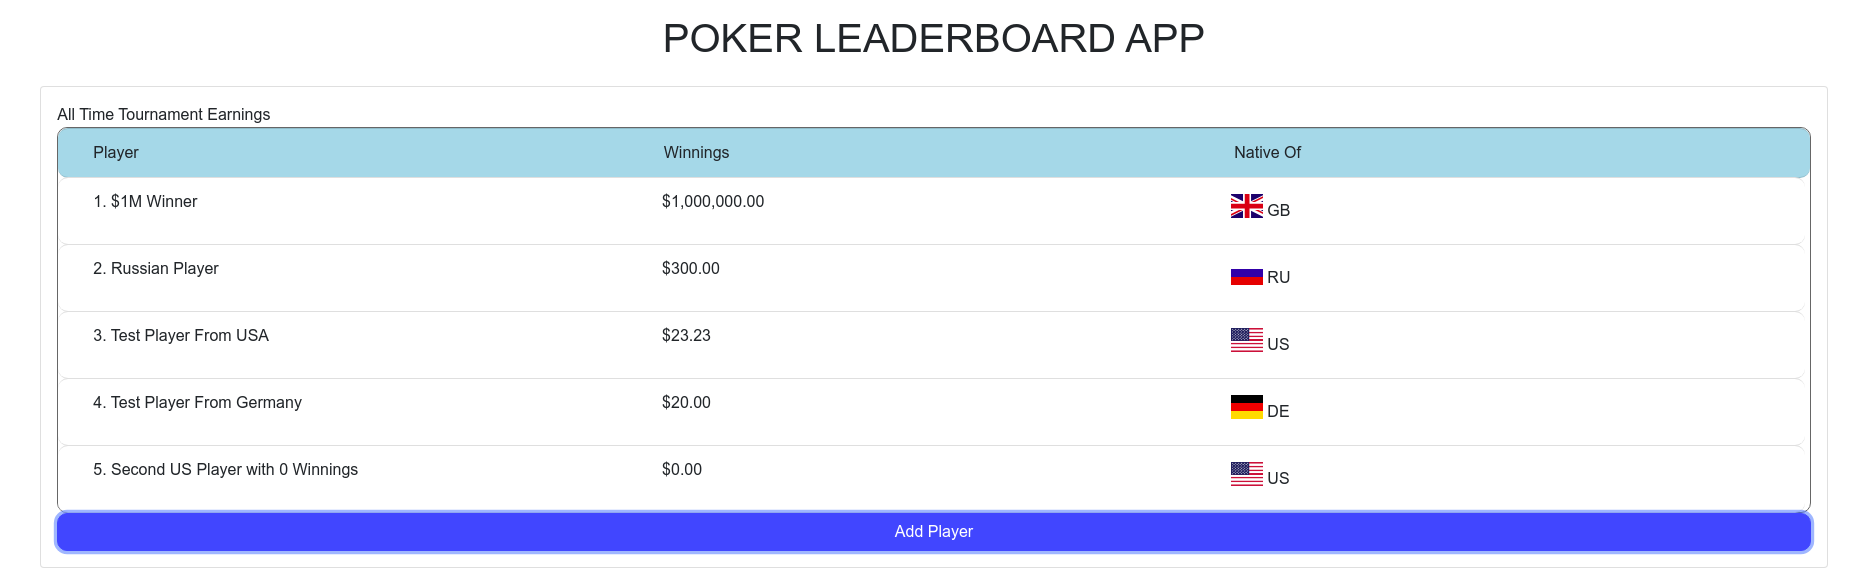 POKER LEADERBOARD APP
All Time Tournament Earnings
Player Winnings Native Of
1. $1M Winner $1,000,000.00 GB
2. Russian Player $300.00 RU
3. Test Player From USA $23.23 US
4. Test Player From Germany $20.00 DE
5. Second US Player with 0 Winnings $0.00 US
Add Player